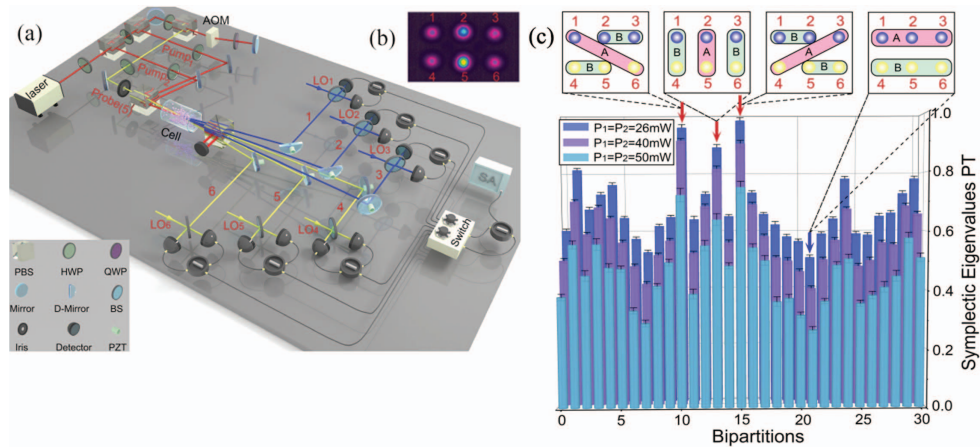 (a)
AOM
laser
Pump1
Pump2
Probe(5)
Cell
LO1
LO2
LO3
1
2
3
4
5
6
LO6
LO5
LO4
SA
Switch
PBS
HWP
QWP
Mirror
D-Mirror
BS
Iris
Detector
PZT
(b)
1 2 3
4 5 6
(c)
1 2 3
B
A
B
4 5 6
1 2 3
B A B
4 5 6
1 2 3
B
A
B
4 5 6
1 2 3
A
B
4 5 6
P1=P2=26mW
P1=P2=40mW
P1=P2=50mW
1.0
0.8
0.6
0.4
0.2
0.0
Symplectic Eigenvalues PT
0 5 10 15 20 25 30
Bipartitions